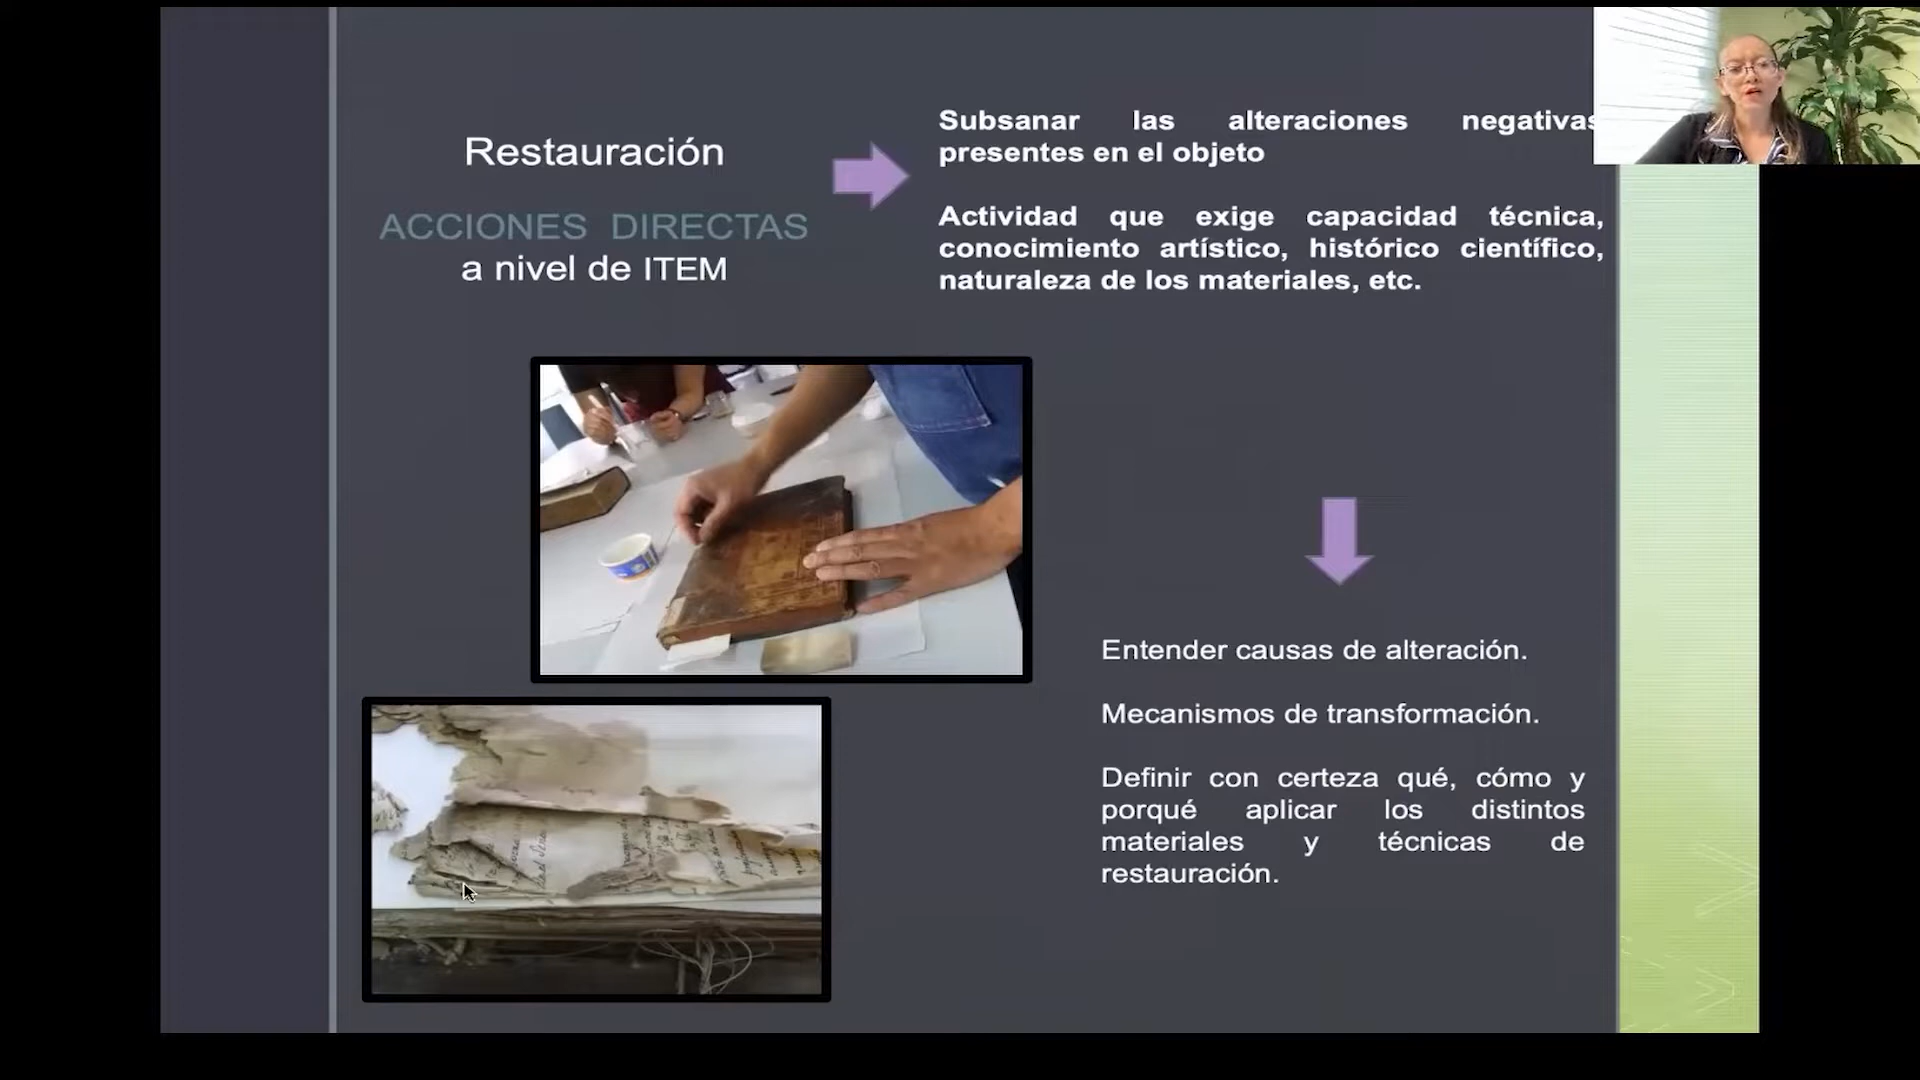 Restauración
ACCIONES DIRECTAS
a nivel de ITEM
Subsanar las alteraciones negativas
presentes en el objeto
Actividad que exige capacidad técnica,
conocimiento artístico, histórico científico,
naturaleza de los materiales, etc.
Entender causas de alteración.
Mecanismos de transformación.
Definir con certeza qué, cómo y
porqué aplicar los distintos
materiales y técnicas de
restauración.